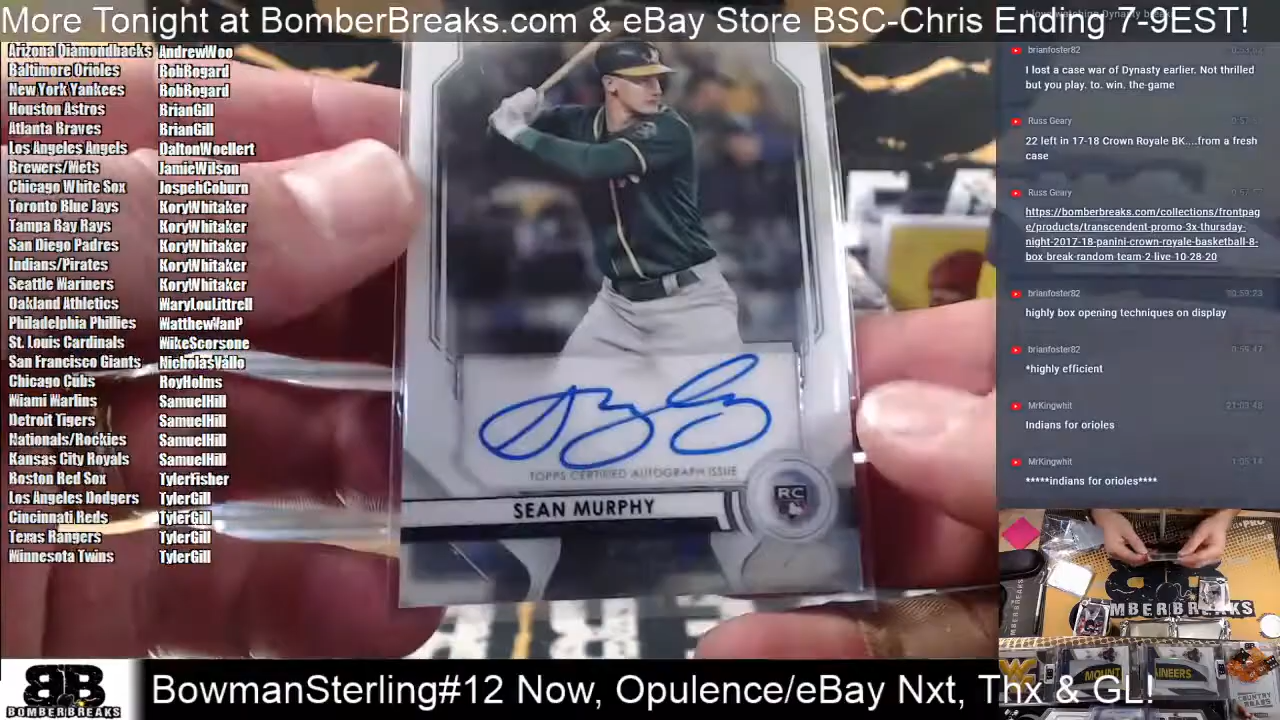 More Tonight at BomberBreaks.com & eBay Store BSC-Chris Ending 7-9EST!
Arizona Diamondbacks AndrewWoo
Baltimore Orioles BobBogard
New York Yankees BobBogard
Houston Astros BrianGill
Atlanta Braves BrianGill
Los Angeles Angels DaltonWoellert
Brewers/Mets JamieWilson
Chicago White Sox JospehCoburn
Toronto Blue Jays KoryWhitaker
Tampa Bay Rays KoryWhitaker
San Diego Padres KoryWhitaker
Indians/Pirates KoryWhitaker
Seattle Mariners KoryWhitaker
Oakland Athletics MaryLouLittrell
Philadelphia Phillies MatthewVanP
St. Louis Cardinals MikeScorsone
San Francisco Giants NicholasVallo
Chicago Cubs RoyHolms
Miami Marlins SamuelHill
Detroit Tigers SamuelHill
Nationals/Rockies SamuelHill
Kansas City Royals SamuelHill
Boston Red Sox TylerFisher
Los Angeles Dodgers TylerGill
Cincinnati Reds TylerGill
Texas Rangers TylerGill
Minnesota Twins TylerGill
TOPPS CERTIFIED AUTOGRAPH ISSUE
SEAN MURPHY
RC
brianfoster82
I lost a case war of Dynasty earlier. Not thrilled
but you play. to. win. the-game
Russ Geary
22 left in 17-18 Crown Royale BK....from a fresh
case
Russ Geary
https://bomberbreaks.com/collections/frontpag
e/products/transcendent-promo-3x-thursday-
night-2017-18-panini-crown-royale-basketball-8-
box-break-random-team-2-live-10-28-20
brianfoster82
highly box opening techniques on display
brianfoster82
*highly efficient
MrKingwhit
Indians for orioles
MrKingwhit 1:05:14
*****indians for orioles****
BOMBERBREAKS
MOUNT AINEERS
BB
BOMBERBREAKS
BowmanSterling#12 Now, Opulence/eBay Nxt, Thx & GL!